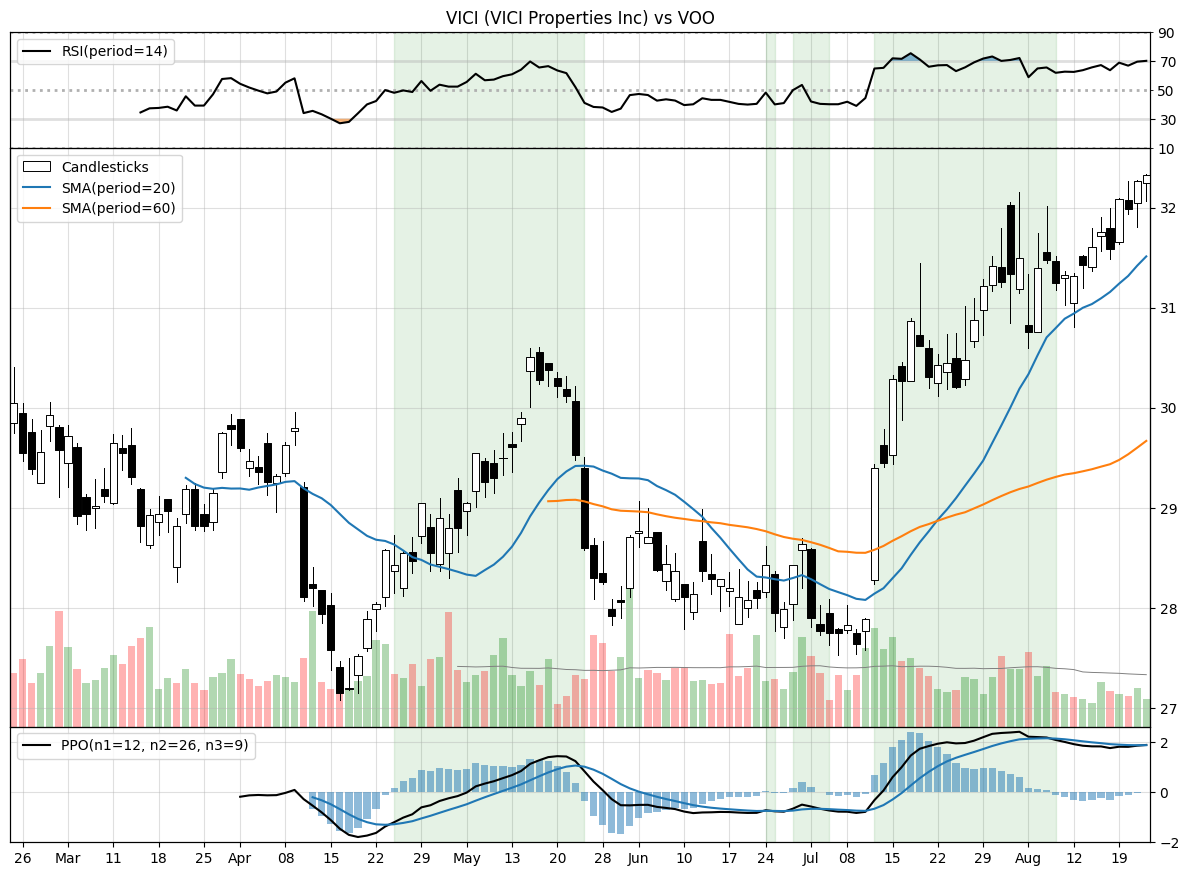 VICI (VICI Properties Inc) vs VOO
RSI(period=14)
90
70
50
30
10
Candlesticks
SMA(period=20)
SMA(period=60)
32
31
30
29
28
27
PPO(n1=12, n2=26, n3=9)
2
0
−2
26 Mar 11 18 25 Apr 08 15 22 29 May 13 20 28 Jun 10 17 24 Jul 08 15 22 29 Aug 12 19